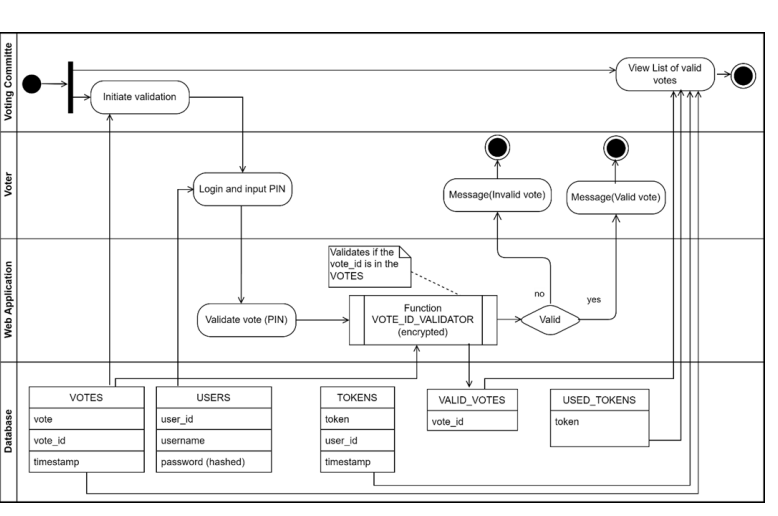 Voting Committe
View List of valid
votes
Initiate validation
Voter
Login and input PIN
Message(Invalid vote)
Message(Valid vote)
Web Application
Validates if the
vote_id is in the
VOTES
Validate vote (PIN)
Function
VOTE_ID_VALIDATOR
(encrypted)
no
yes
Valid
Database
VOTES
vote
vote_id
timestamp
USERS
user_id
username
password (hashed)
TOKENS
token
user_id
timestamp
VALID_VOTES
vote_id
USED_TOKENS
token